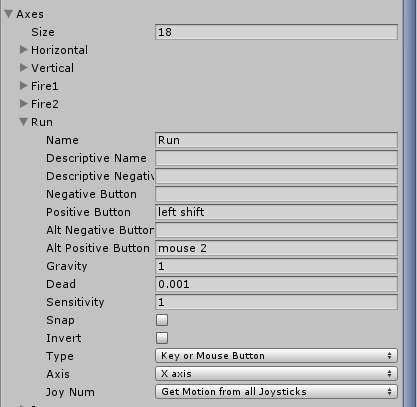 Axes
Size 18
Horizontal
Vertical
Fire1
Fire2
Run
Name Run
Descriptive Name
Descriptive Negativ
Negative Button
Positive Button left shift
Alt Negative Button
Alt Positive Button mouse 2
Gravity 1
Dead 0.001
Sensitivity 1
Snap
Invert
Type Key or Mouse Button
Axis X axis
Joy Num Get Motion from all Joysticks